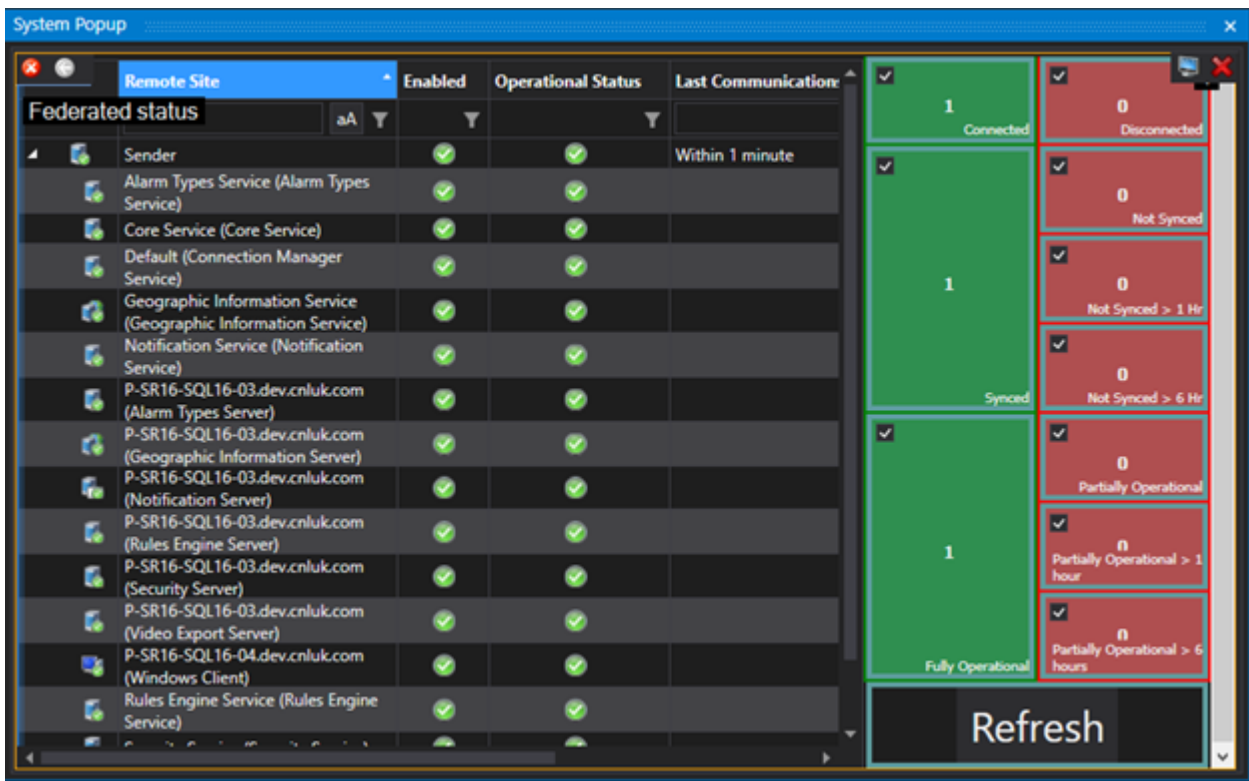 System Popup
Remote Site
Enabled
Operational Status
Last Communications
Federated status
aA
Sender
Within 1 minute
Alarm Types Service (Alarm Types
Service)
Core Service (Core Service)
Default (Connection Manager
Service)
Geographic Information Service
(Geographic Information Service)
Notification Service (Notification
Service)
P-SR16-SQL16-03.dev.cnluk.com
(Alarm Types Server)
P-SR16-SQL16-03.dev.cnluk.com
(Geographic Information Server)
P-SR16-SQL16-03.dev.cnluk.com
(Notification Server)
P-SR16-SQL16-03.dev.cnluk.com
(Rules Engine Server)
P-SR16-SQL16-03.dev.cnluk.com
(Security Server)
P-SR16-SQL16-03.dev.cnluk.com
(Video Export Server)
P-SR16-SQL16-04.dev.cnluk.com
(Windows Client)
Rules Engine Service (Rules Engine
Service)
1
Connected
0
Disconnected
1
Synced
0
Not Synced
0
Not Synced > 1 Hr
0
Not Synced > 6 Hr
1
Fully Operational
0
Partially Operational
0
Partially Operational > 1
hour
0
Partially Operational > 6
hours
Refresh